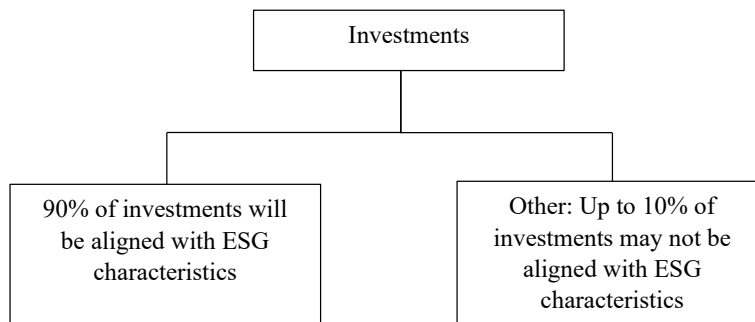 Investments
90% of investments will
be aligned with ESG
characteristics
Other: Up to 10% of
investments may not be
aligned with ESG
characteristics